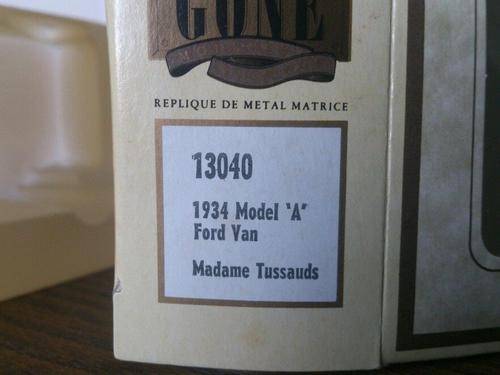 GONE
REPLIQUE DE METAL MATRICE
13040
1934 Model "A"
Ford Van
Madame Tussauds